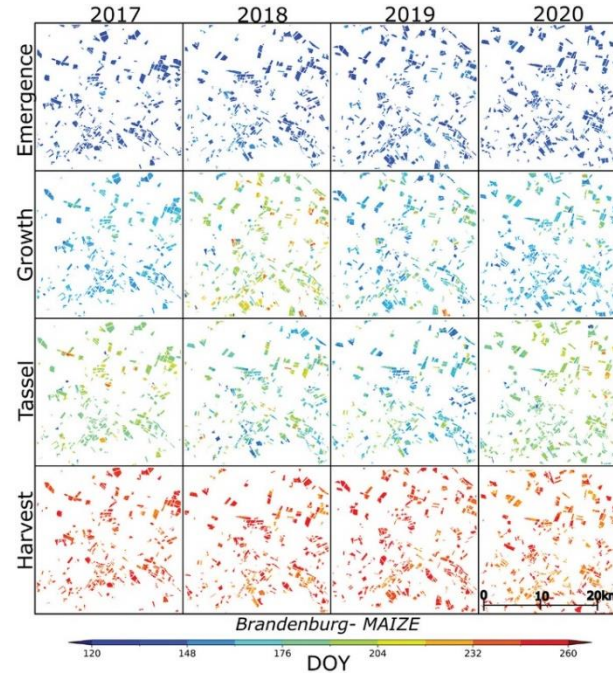 2017 2018 2019 2020
Emergence
Growth
Tassel
Harvest
0 10 20km
Brandenburg- MAIZE
120 148 176 204 232 260
DOY